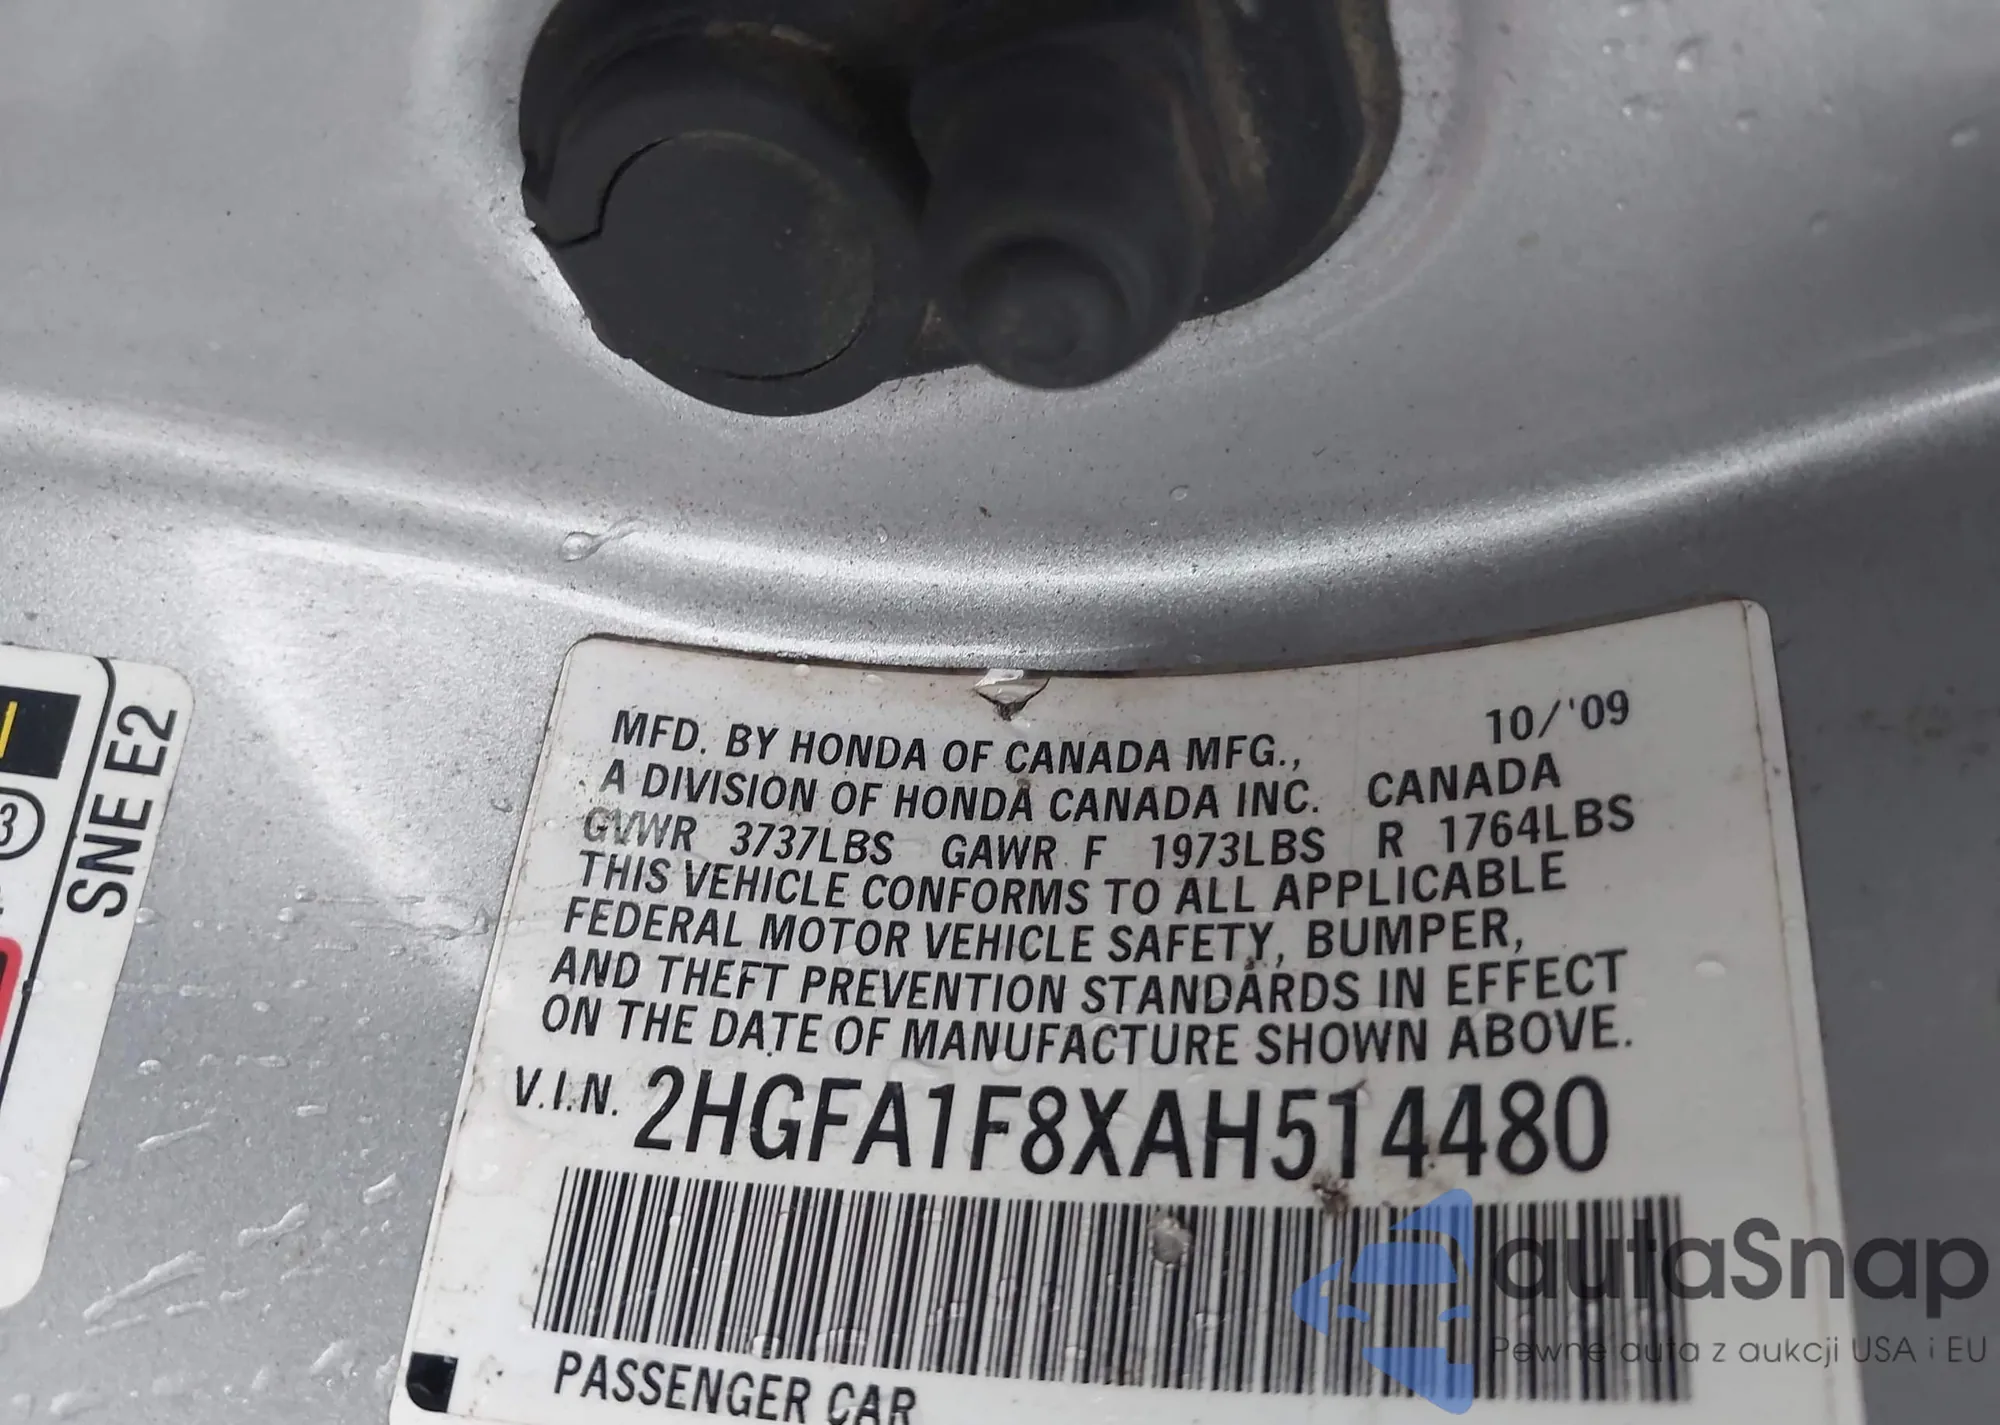 MFD. BY HONDA OF CANADA MFG., 10/'09
A DIVISION OF HONDA CANADA INC. CANADA
GVWR 3737LBS GAWR F 1973LBS R 1764LBS
THIS VEHICLE CONFORMS TO ALL APPLICABLE
FEDERAL MOTOR VEHICLE SAFETY, BUMPER,
AND THEFT PREVENTION STANDARDS IN EFFECT
ON THE DATE OF MANUFACTURE SHOWN ABOVE.
V.I.N. 2HGFA1F8XAH514480
PASSENGER CAR
SNE E2
3
autaSnap
Pewne auta z aukcji USA i EU